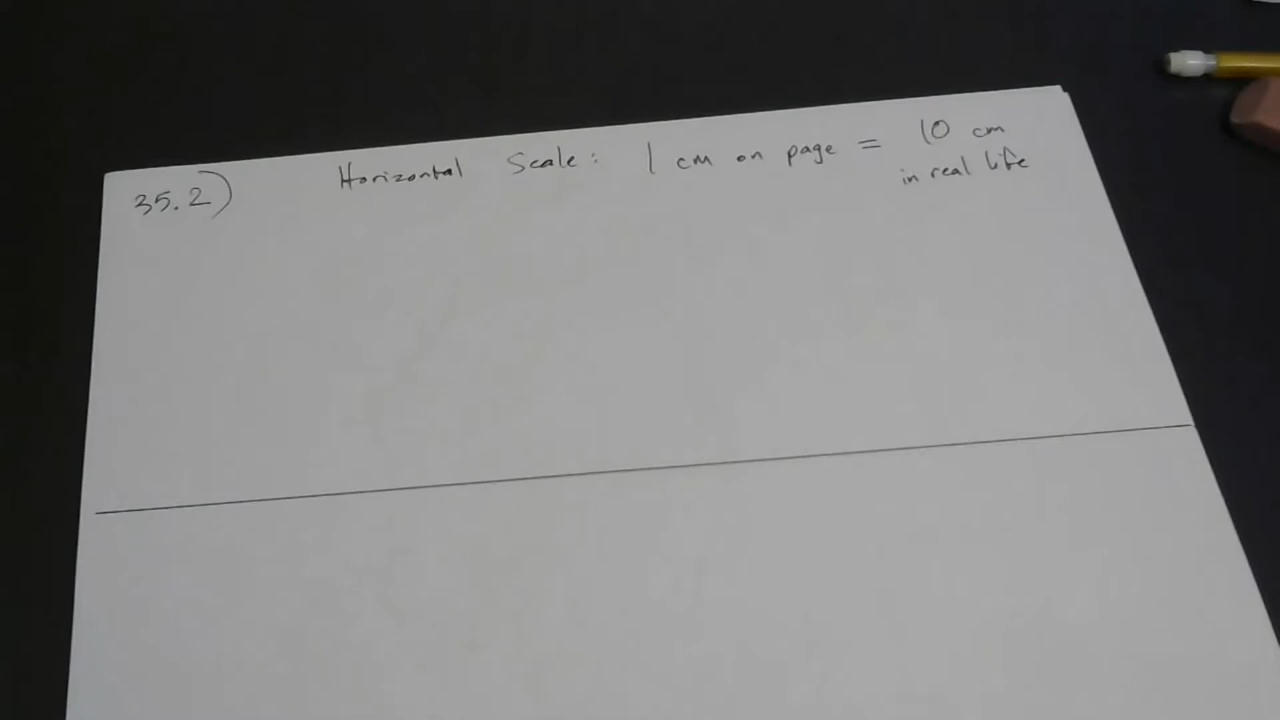 35.2) Horizontal Scale: 1 cm on page = 10 cm
in real life